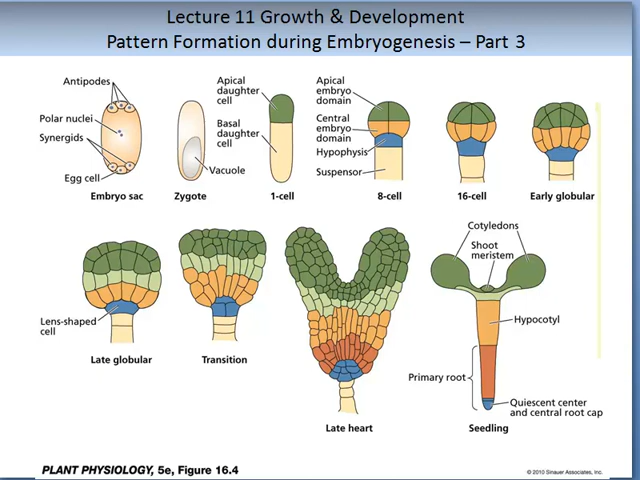 Lecture 11 Growth & Development
Pattern Formation during Embryogenesis – Part 3
Antipodes
Polar nuclei
Synergids
Egg cell
Embryo sac
Vacuole
Zygote
Apical
daughter
cell
Basal
daughter
cell
1-cell
Apical
embryo
domain
Central
embryo
domain
Hypophysis
Suspensor
8-cell
16-cell
Early globular
Lens-shaped
cell
Late globular
Transition
Late heart
Cotyledons
Shoot
meristem
Hypocotyl
Primary root
Quiescent center
and central root cap
Seedling
PLANT PHYSIOLOGY, 5e, Figure 16.4
© 2010 Sinauer Associates, Inc.